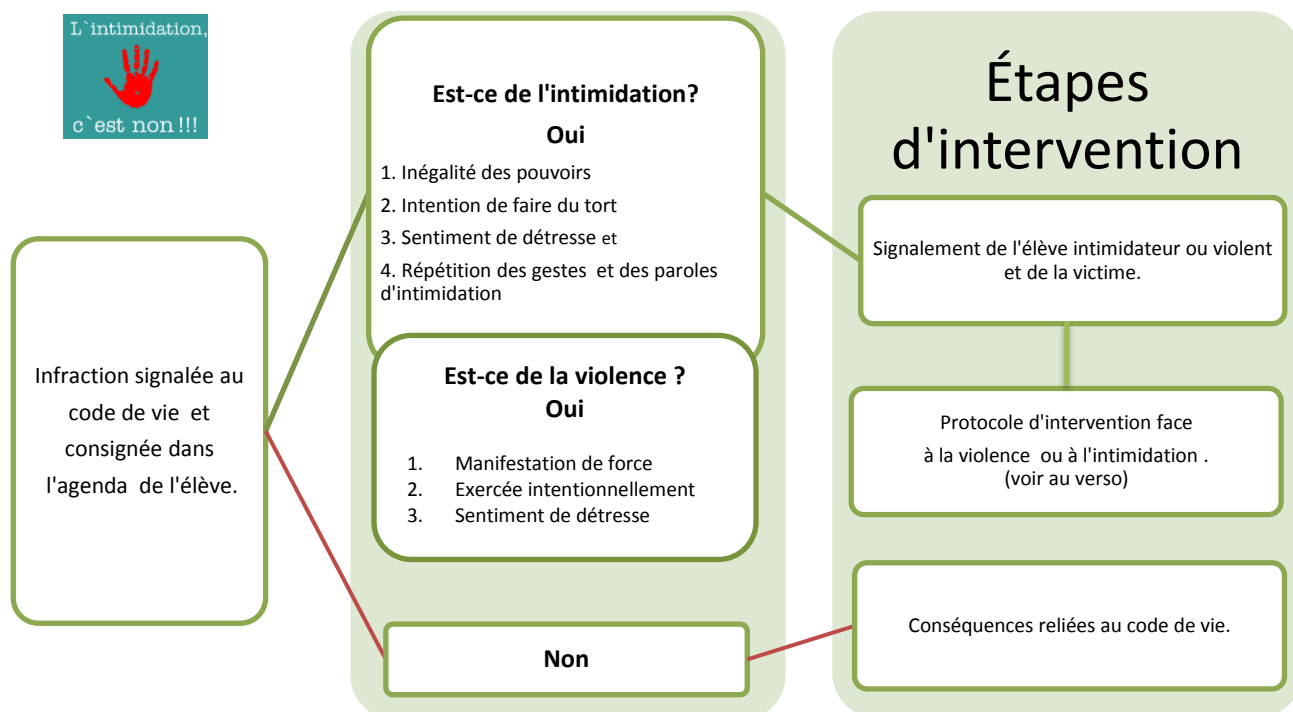 L`intimidation,
c`est non !!!
Infraction signalée au
code de vie et
consignée dans
l'agenda de l'élève.
Est-ce de l'intimidation?
Oui
1. Inégalité des pouvoirs
2. Intention de faire du tort
3. Sentiment de détresse et
4. Répétition des gestes et des paroles
d'intimidation
Est-ce de la violence ?
Oui
1. Manifestation de force
2. Exercée intentionnellement
3. Sentiment de détresse
Non
Étapes
d'intervention
Signalement de l'élève intimidateur ou violent
et de la victime.
Protocole d'intervention face
à la violence ou à l'intimidation .
(voir au verso)
Conséquences reliées au code de vie.